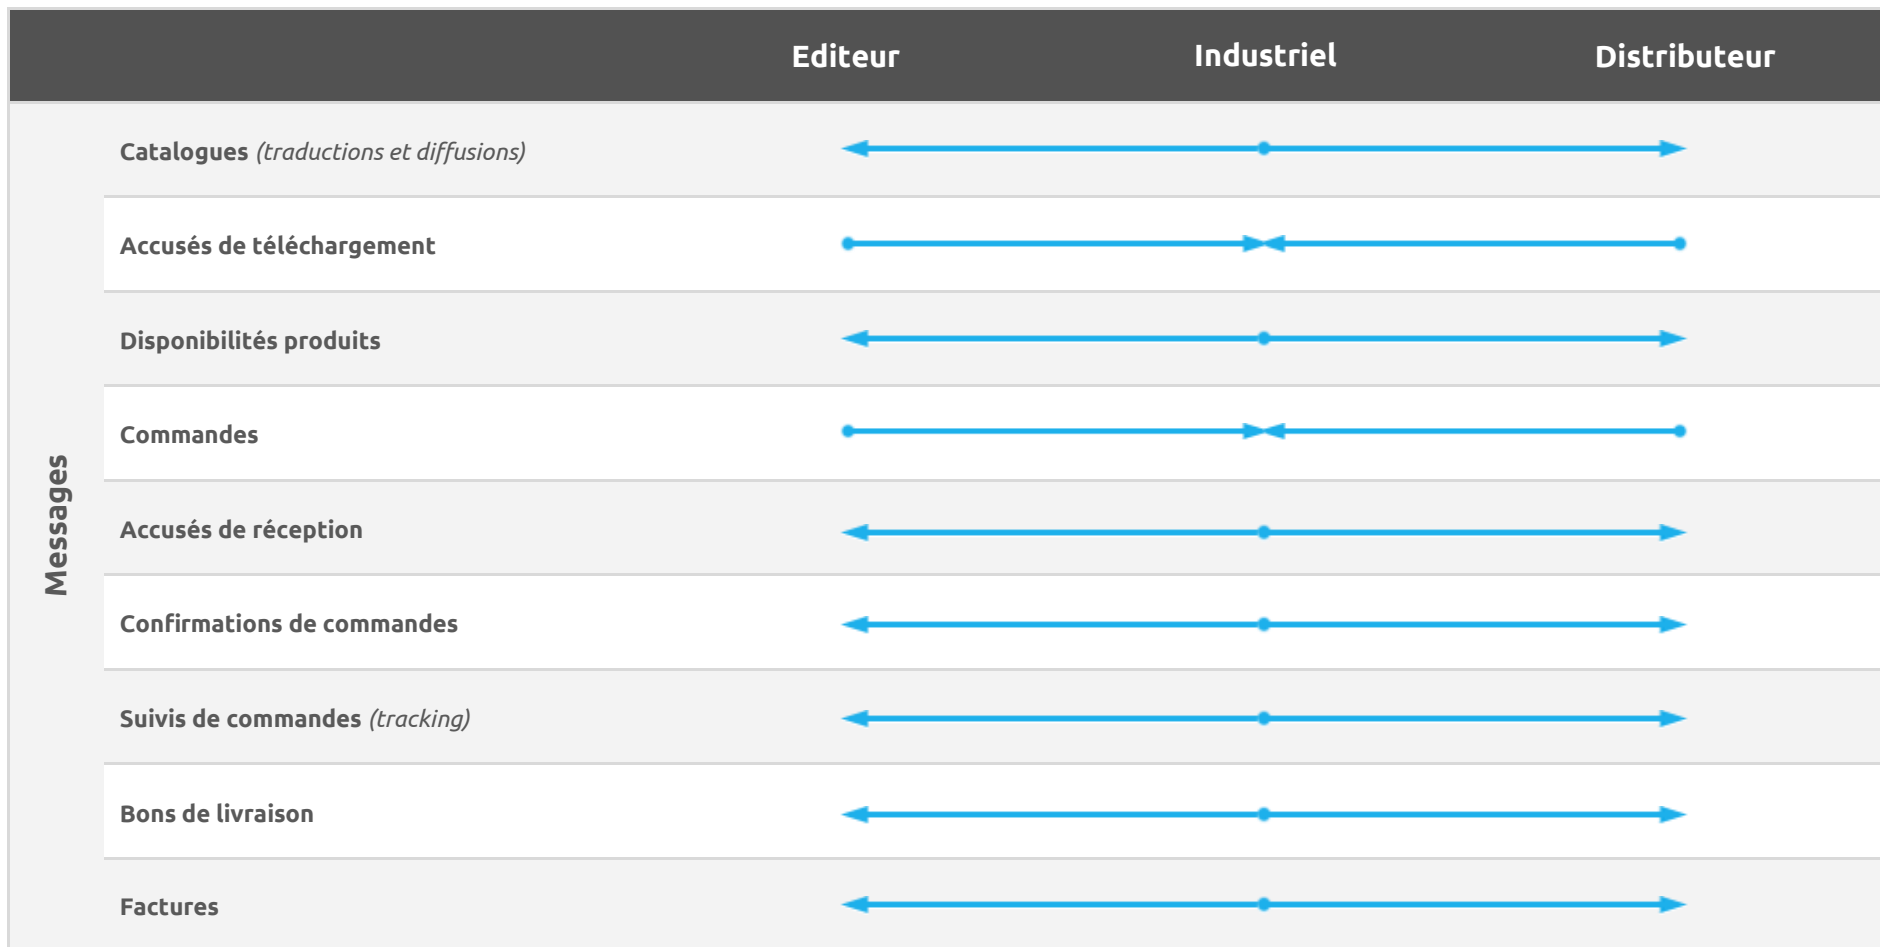 Editeur Industriel Distributeur
Messages
Catalogues (traductions et diffusions)
Accusés de téléchargement
Disponibilités produits
Commandes
Accusés de réception
Confirmations de commandes
Suivis de commandes (tracking)
Bons de livraison
Factures